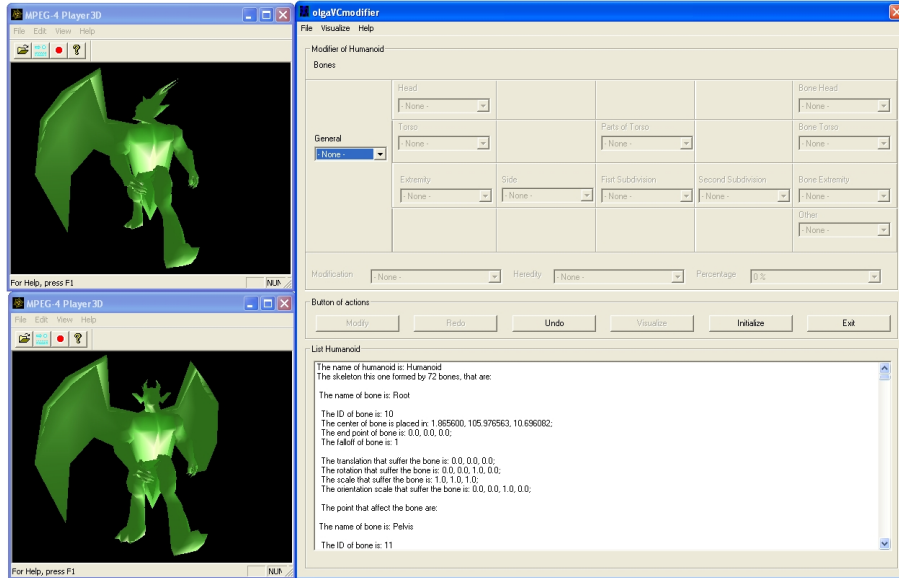 MPEG-4 Player3D
File Edit View Help
For Help, press F1
NUM
MPEG-4 Player3D
File Edit View Help
For Help, press F1
NUM
olgaVCmodifier
File Visualize Help
Modifier of Humanoid
Bones
Head
Bone Head
- None -
- None -
General
Torso
Parts of Torso
Bone Torso
- None -
- None -
- None -
- None -
Extremity
Side
Fisrt Subdivision
Second Subdivision
Bone Extremity
- None -
- None -
- None -
- None -
- None -
Other
- None -
Modification - None - Heredity - None - Percentage 0 %
Button of actions
Modify Redo Undo Visualize Initialize Exit
List Humanoid
The name of humanoid is: Humanoid
The skeleton this one formed by 72 bones, that are:
The name of bone is: Root
The ID of bone is: 10
The center of bone is placed in: 1.865600, 105.976563, 10.696082;
The end point of bone is: 0.0, 0.0, 0.0;
The falloff of bone is: 1
The translation that suffer the bone is: 0.0, 0.0, 0.0;
The rotation that suffer the bone is: 0.0, 0.0, 1.0, 0.0;
The scale that suffer the bone is: 1.0, 1.0, 1.0;
The orientation scale that suffer the bone is: 0.0, 0.0, 1.0, 0.0;
The point that affect the bone are:
The name of bone is: Pelvis
The ID of bone is: 11